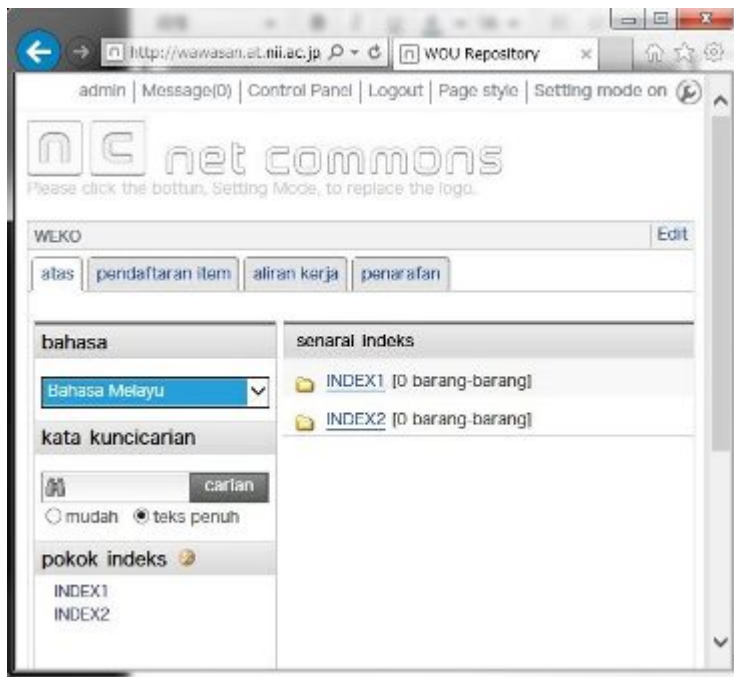 http://wawasan.at.nii.ac.jp
WOU Repository
admin | Message(0) | Control Panel | Logout | Page style | Setting mode on
nc net commons
Please click the bottun, Setting Mode, to replace the logo.
WEKO
Edit
atas
pendaftaran item
aliran kerja
penarafan
bahasa
Bahasa Melayu
kata kuncicarian
carian
mudah
teks penuh
pokok indeks
INDEX1
INDEX2
senarai indeks
INDEX1 [0 barang-barang]
INDEX2 [0 barang-barang]